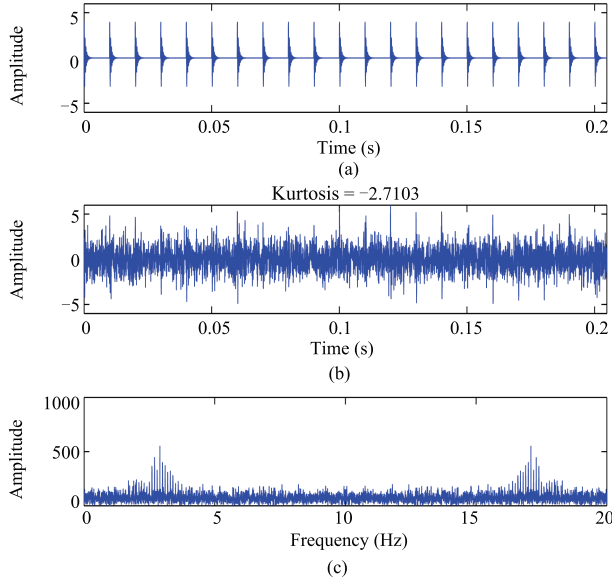 5
0
−5
Amplitude
0 0.05 0.1 0.15 0.2
Time (s)
(a)
Kurtosis = −2.7103
5
0
−5
Amplitude
0 0.05 0.1 0.15 0.2
Time (s)
(b)
1000
500
0
Amplitude
0 5 10 15 20
Frequency (Hz)
(c)